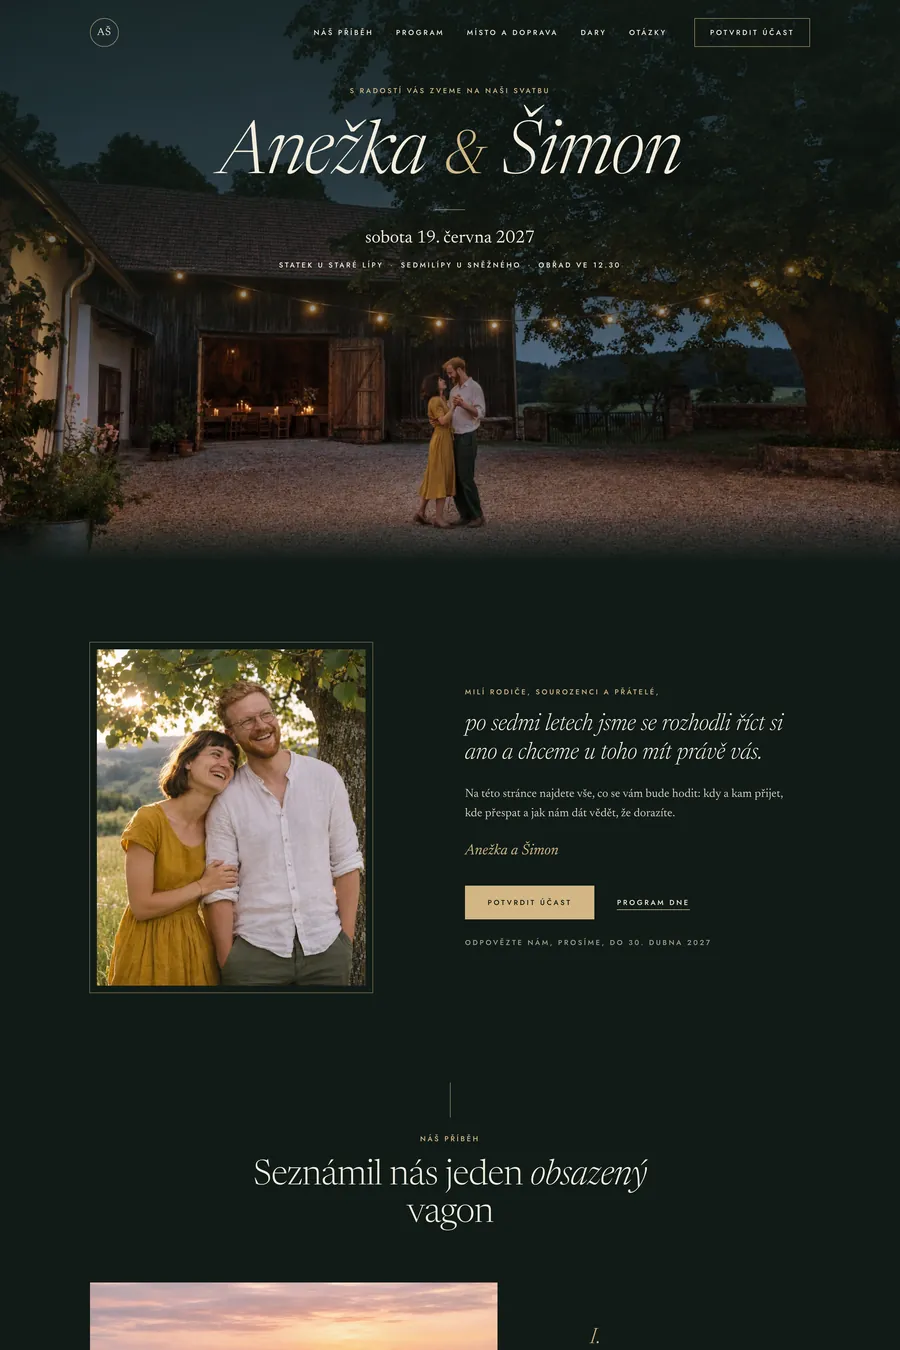 AŠ
NÁŠ PŘÍBĚH PROGRAM MÍSTO A DOPRAVA DARY OTÁZKY POTVRDIT ÚČAST
S RADOSTÍ VÁS ZVEME NA NAŠI SVATBU
Anežka & Šimon
sobota 19. června 2027
STATEK U STARÉ LÍPY · SEDMILÍPY U SNĚŽNÉHO · OBŘAD VE 12.30
MILÍ RODIČE, SOUROZENCI A PŘÁTELÉ,
po sedmi letech jsme se rozhodli říct si
ano a chceme u toho mít právě vás.
Na této stránce najdete vše, co se vám bude hodit: kdy a kam přijet,
kde přespat a jak nám dát vědět, že dorazíte.
Anežka a Šimon
POTVRDIT ÚČAST PROGRAM DNE
ODPOVĚZTE NÁM, PROSÍME, DO 30. DUBNA 2027
NÁŠ PŘÍBĚH
Seznámil nás jeden obsazený
vagon
I.